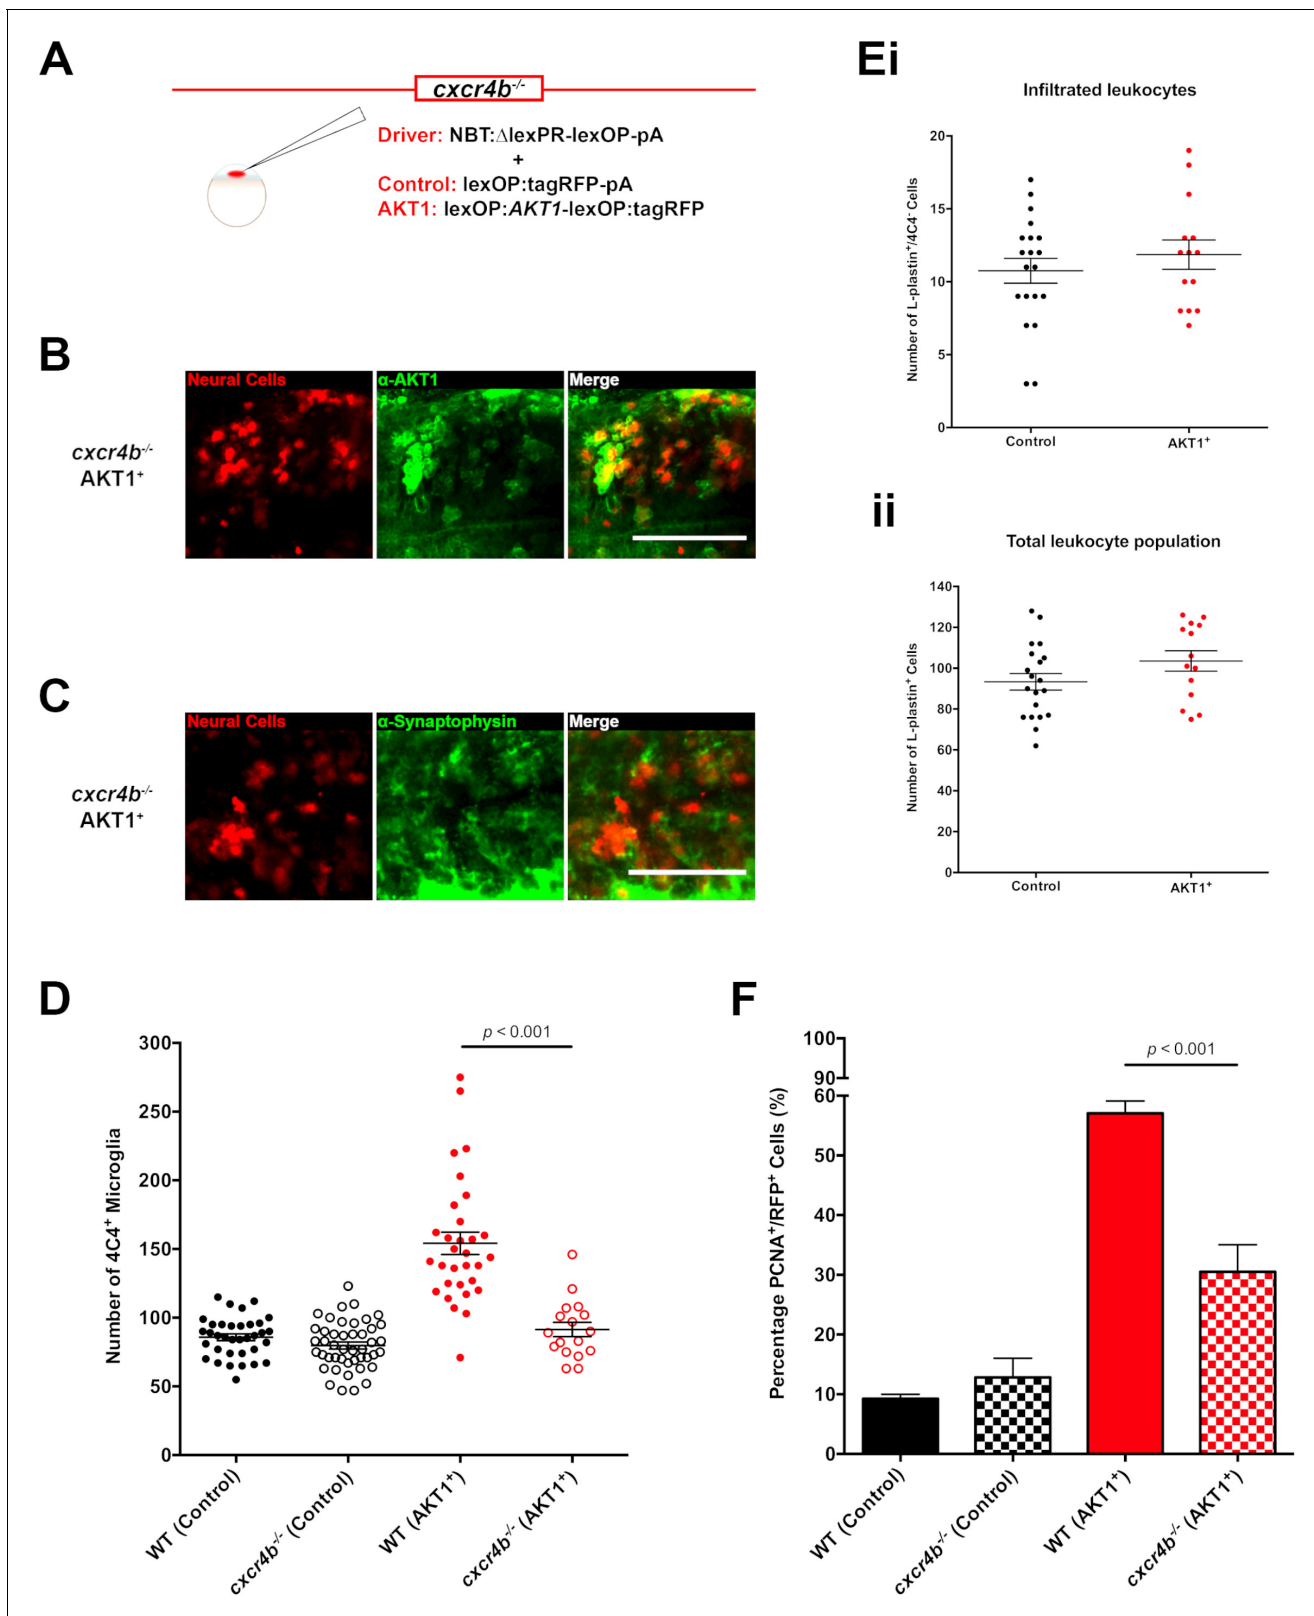 A
cxcr4b-/-
Driver: NBT:ΔlexPR-lexOP-pA
+
Control: lexOP:tagRFP-pA
AKT1: lexOP:AKT1-lexOP:tagRFP
B
cxcr4b-/-
AKT1+
Neural Cells
α-AKT1
Merge
C
cxcr4b-/-
AKT1+
Neural Cells
α-Synaptophysin
Merge
Ei
Infiltrated leukocytes
Number of L-plastin+/4C4- Cells
20
15
10
5
0
Control
AKT1+
ii
Total leukocyte population
Number of L-plastin+ Cells
140
120
100
80
60
40
20
0
Control
AKT1+
D
p < 0.001
Number of 4C4+ Microglia
300
250
200
150
100
50
0
WT (Control)
cxcr4b-/- (Control)
WT (AKT1+)
cxcr4b-/- (AKT1+)
F
p < 0.001
Percentage PCNA+/RFP+ Cells (%)
100
90
60
50
40
30
20
10
0
WT (Control)
cxcr4b-/- (Control)
WT (AKT1+)
cxcr4b-/- (AKT1+)